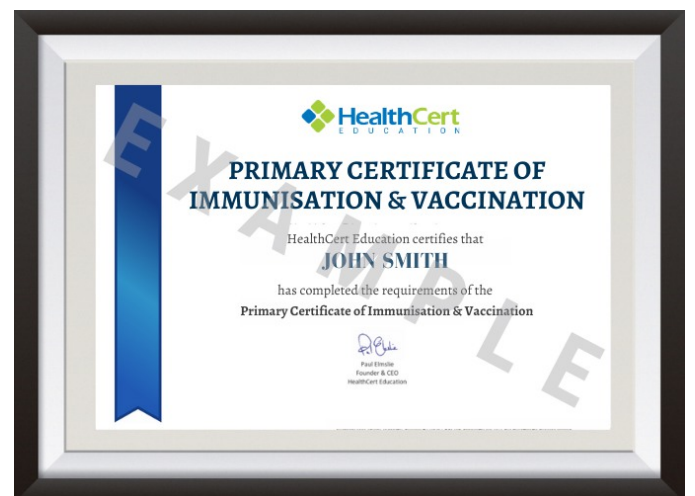 HealthCert
EDUCATION
PRIMARY CERTIFICATE OF
IMMUNISATION & VACCINATION
HealthCert Education certifies that
JOHN SMITH
has completed the requirements of the
Primary Certificate of Immunisation & Vaccination
Paul Elmslie
Founder & CEO
HealthCert Education
EXAMPLE